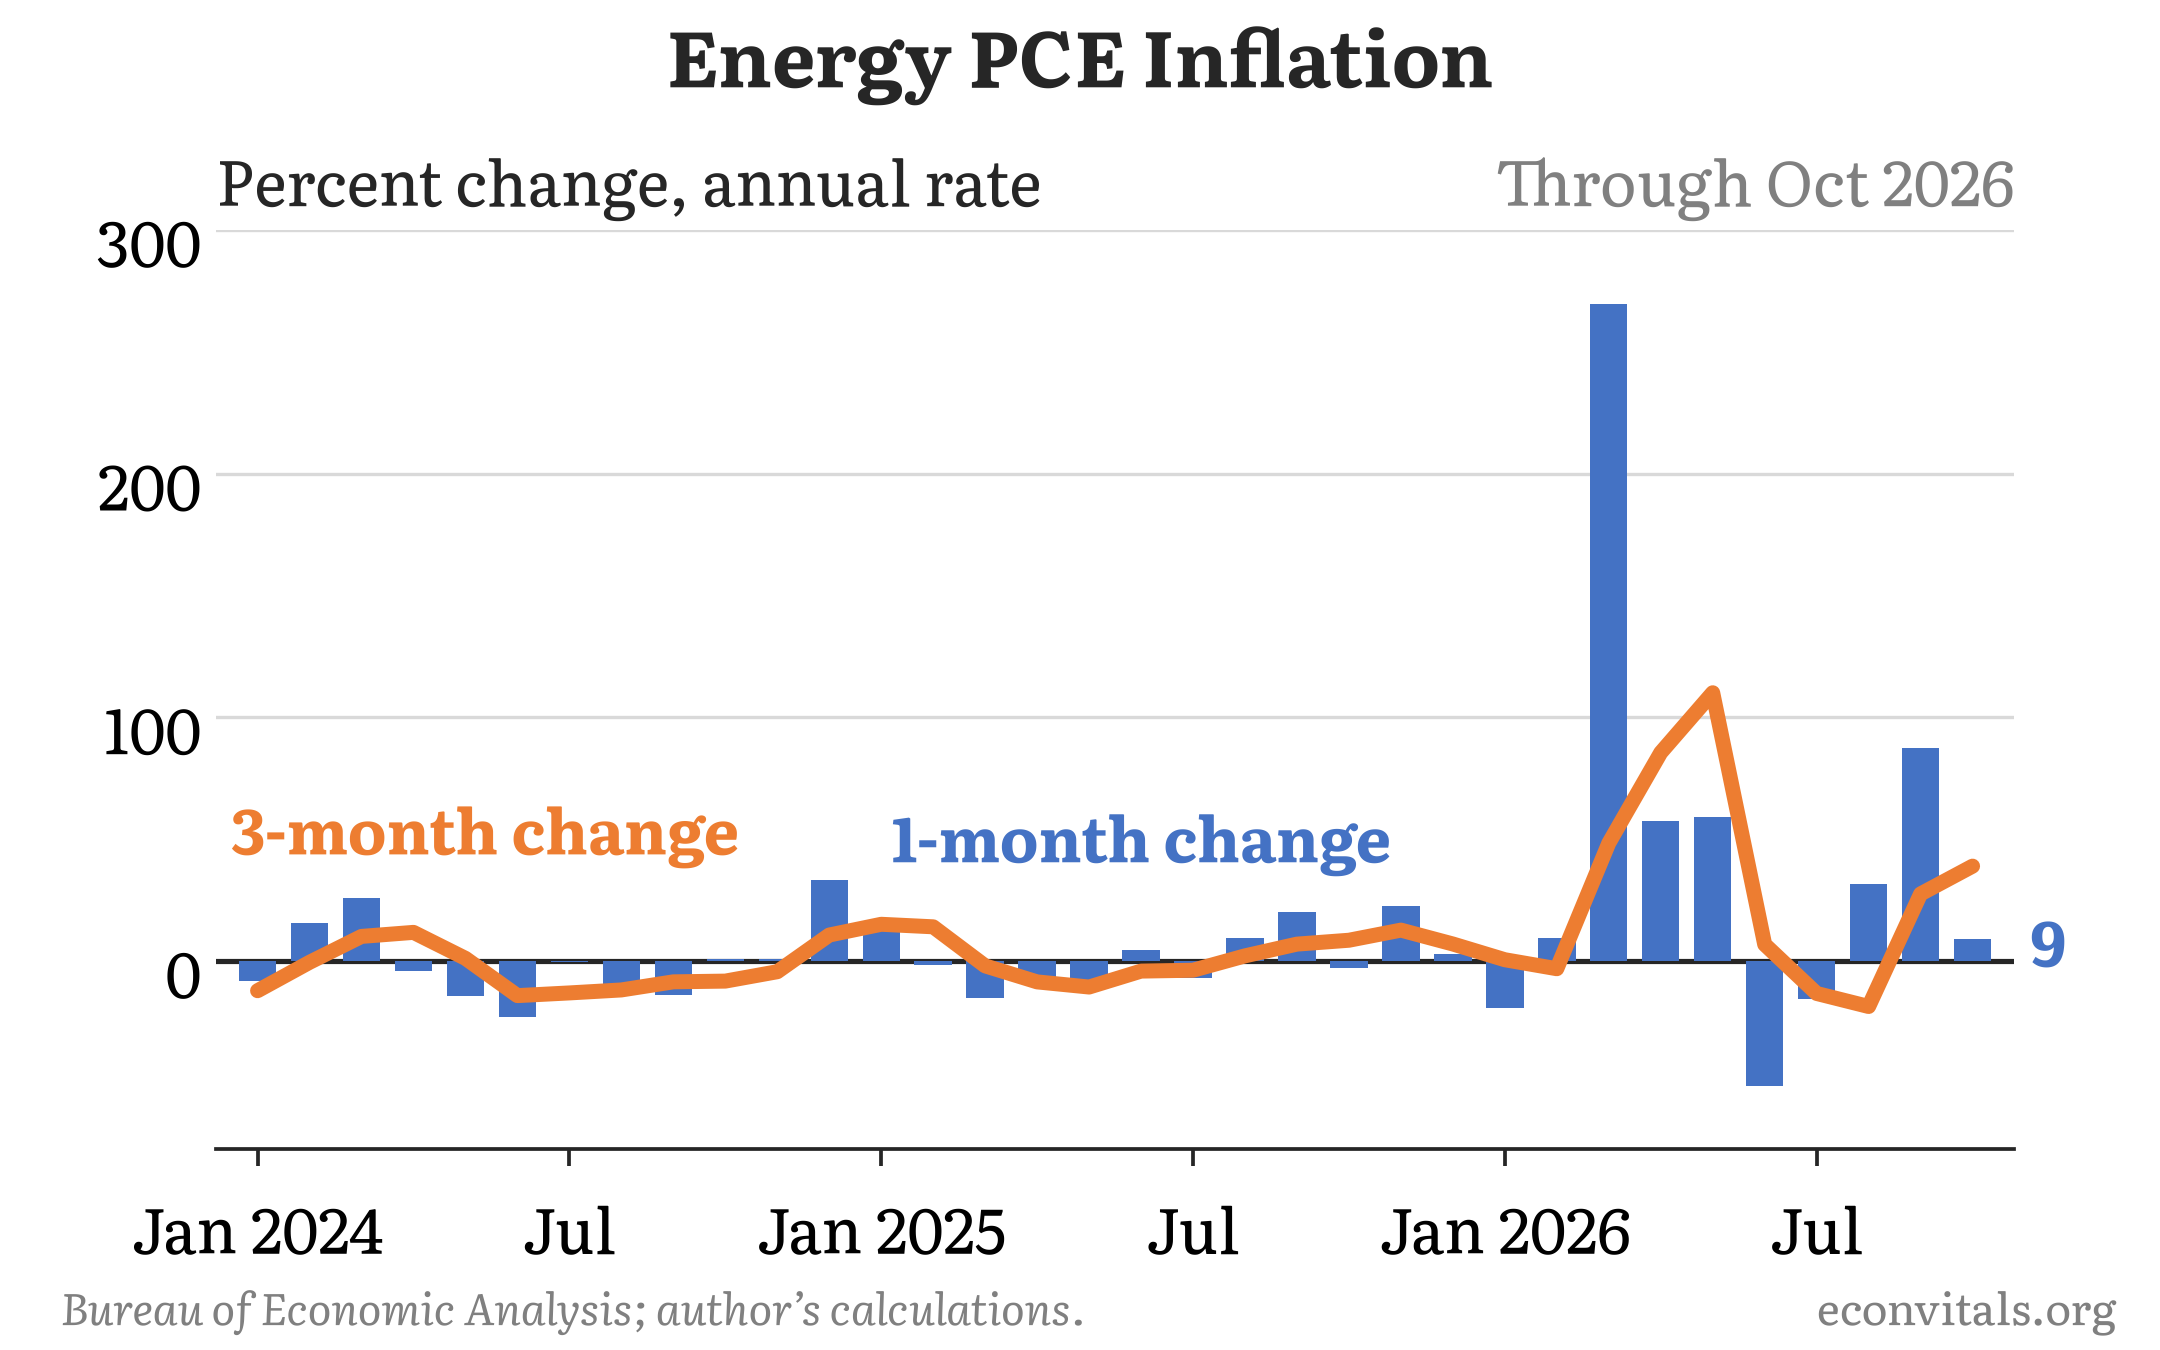 Energy PCE Inflation
Percent change, annual rate
Through Oct 2026
300
200
100
0
3-month change
1-month change
9
Jan 2024
Jul
Jan 2025
Jul
Jan 2026
Jul
Bureau of Economic Analysis; author’s calculations.
econvitals.org